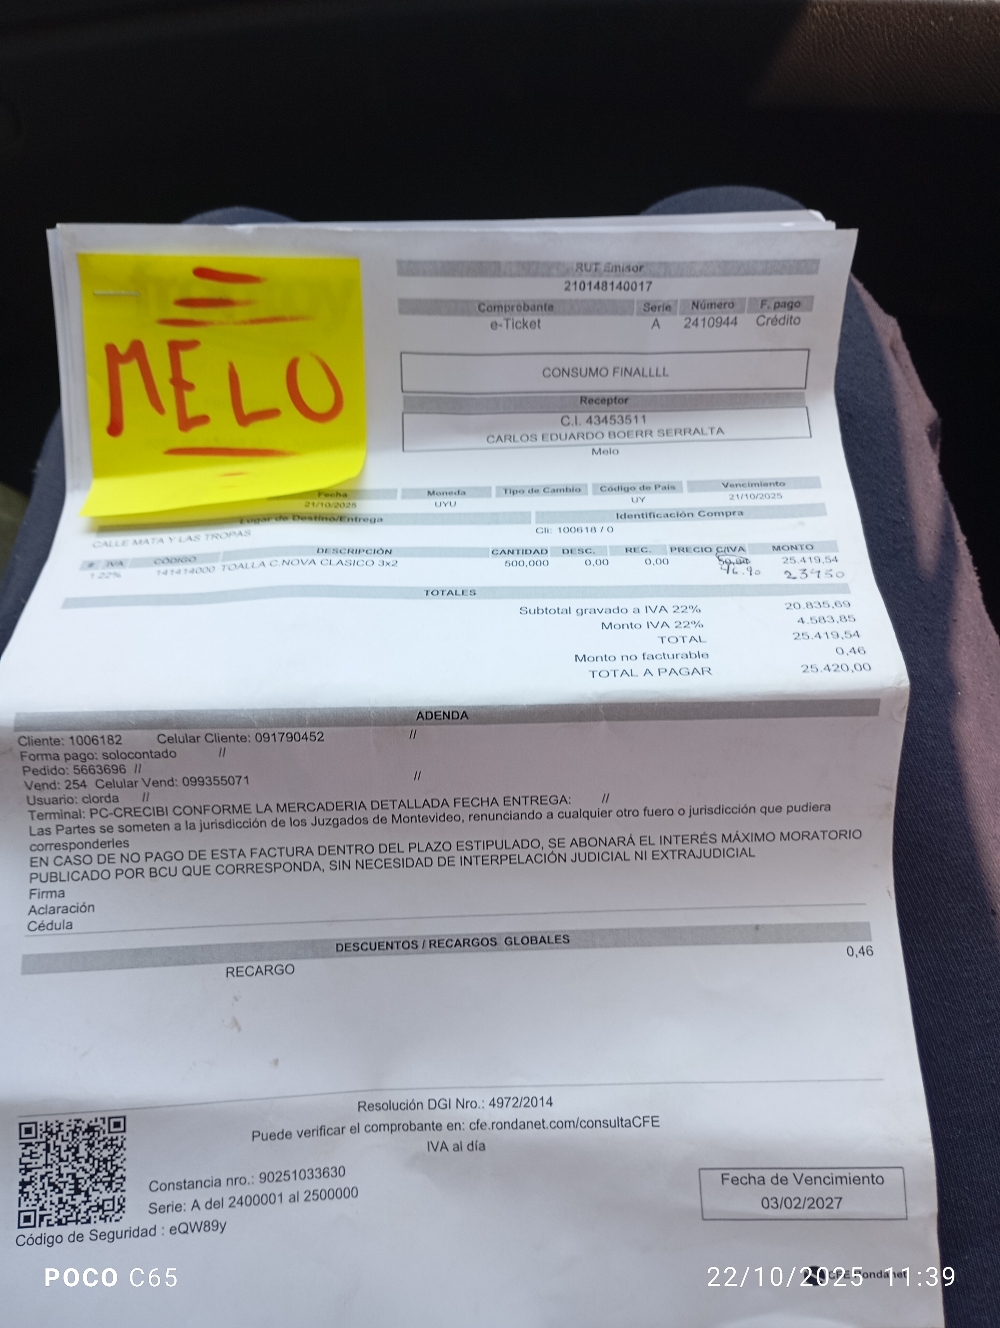 MELO
RUT Emisor
210148140017
Comprobante Serie Número F. pago
e-Ticket A 2410944 Crédito
CONSUMO FINALLLL
Receptor
C.I. 43453511
CARLOS EDUARDO BOERR SERRALTA
Melo
Fecha Moneda Tipo de Cambio Código de País Vencimiento
21/10/2025 UYU UY 21/10/2025
Lugar de Destino/Entrega Identificación Compra
CALLE MATA Y LAS TROPAS Cli: 100618 / 0
# IVA CÓDIGO DESCRIPCIÓN CANTIDAD DESC. REC. PRECIO C/IVA MONTO
1 22% 141414000 TOALLA C.NOVA CLASICO 3x2 500,000 0,00 0,00 25.419,54
23450
TOTALES
Subtotal gravado a IVA 22% 20.835,69
Monto IVA 22% 4.583,85
TOTAL 25.419,54
Monto no facturable 0,46
TOTAL A PAGAR 25.420,00
ADENDA
Cliente: 1006182 Celular Cliente: 091790452 //
Forma pago: solocontado //
Pedido: 5663696 //
Vend: 254 Celular Vend: 099355071 //
Usuario: clorda //
Terminal: PC-CRECIBI CONFORME LA MERCADERIA DETALLADA FECHA ENTREGA: //
Las Partes se someten a la jurisdicción de los Juzgados de Montevideo, renunciando a cualquier otro fuero o jurisdicción que pudiera
corresponderles
EN CASO DE NO PAGO DE ESTA FACTURA DENTRO DEL PLAZO ESTIPULADO, SE ABONARÁ EL INTERÉS MÁXIMO MORATORIO
PUBLICADO POR BCU QUE CORRESPONDA, SIN NECESIDAD DE INTERPELACIÓN JUDICIAL NI EXTRAJUDICIAL
Firma
Aclaración
Cédula
DESCUENTOS / RECARGOS GLOBALES
RECARGO 0,46
Resolución DGI Nro.: 4972/2014
Puede verificar el comprobante en: cfe.rondanet.com/consultaCFE
IVA al día
Constancia nro.: 90251033630
Serie: A del 2400001 al 2500000
Código de Seguridad : eQW89y
Fecha de Vencimiento
03/02/2027
CFE Rondanet
POCO C65
22/10/2025 11:39